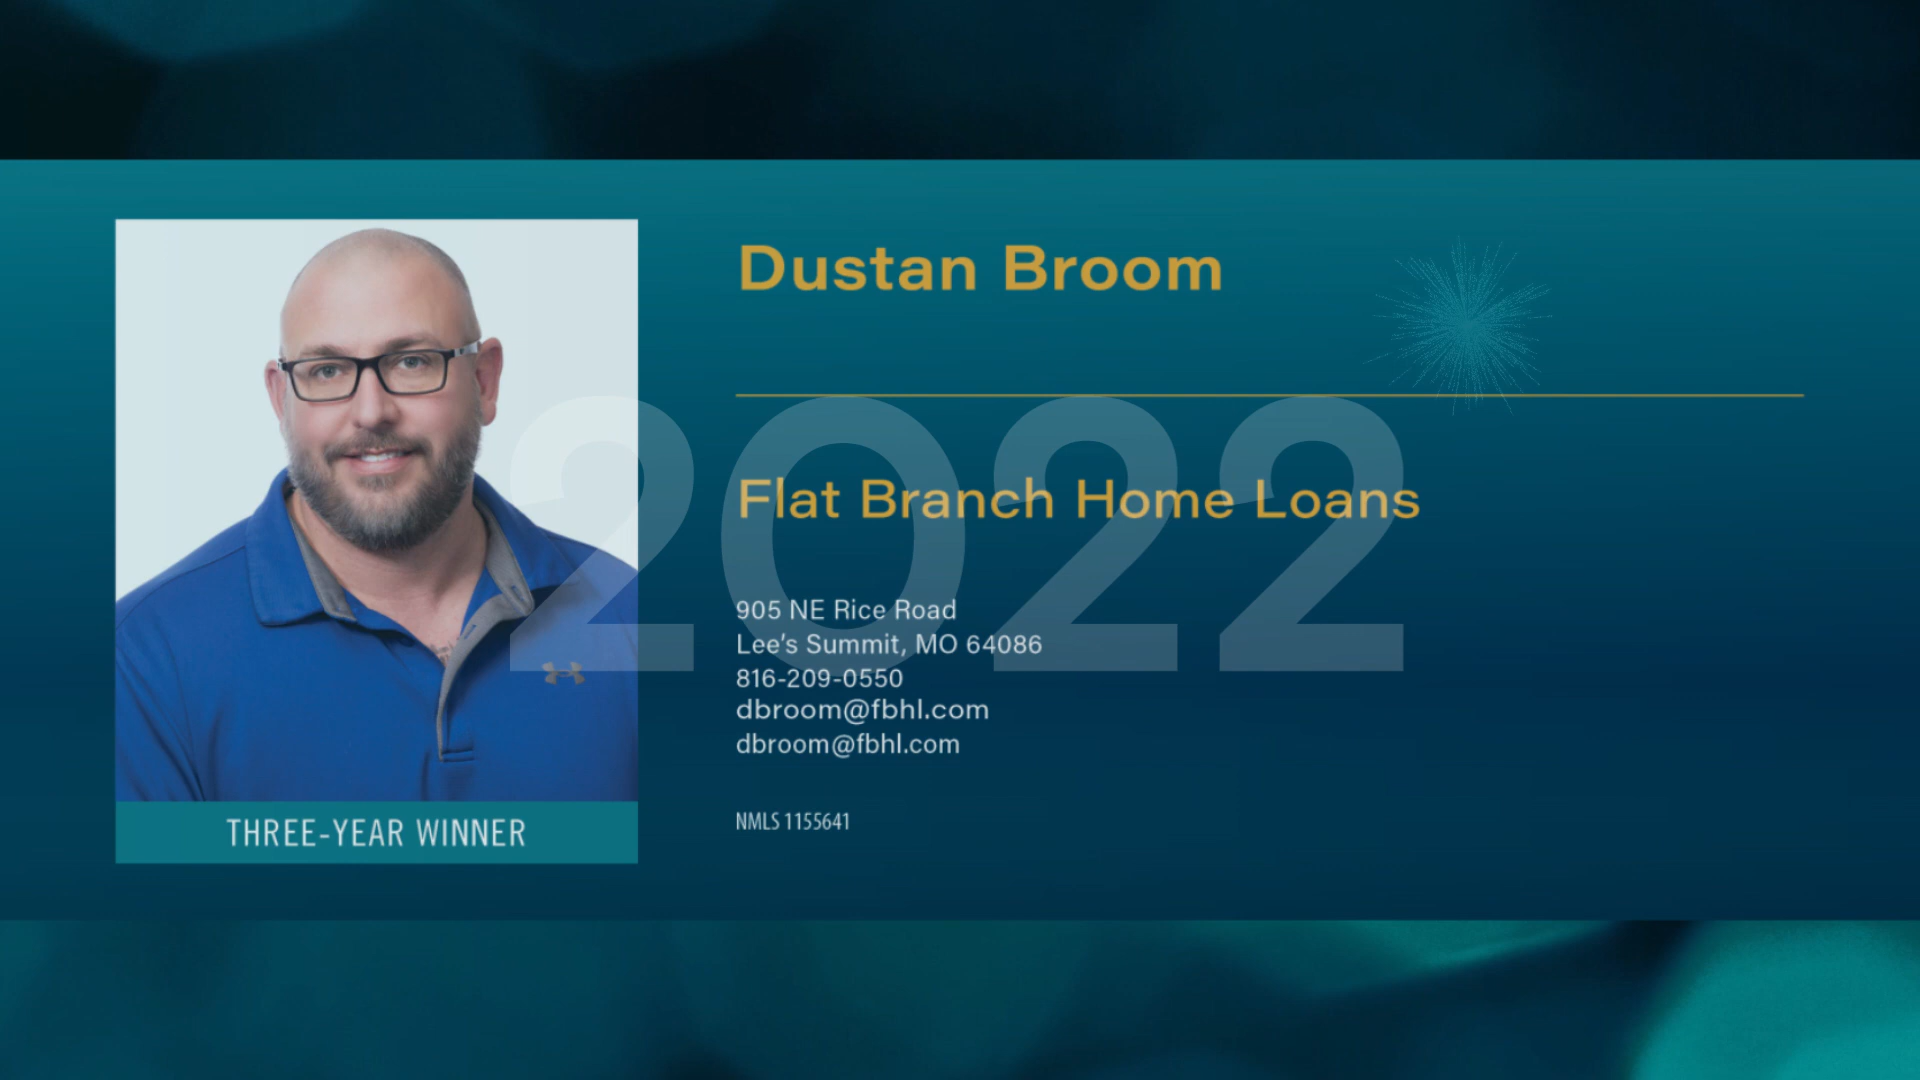 Dustan Broom
2022
Flat Branch Home Loans
905 NE Rice Road
Lee’s Summit, MO 64086
816-209-0550
dbroom@fbhl.com
dbroom@fbhl.com
NMLS 1155641
THREE-YEAR WINNER